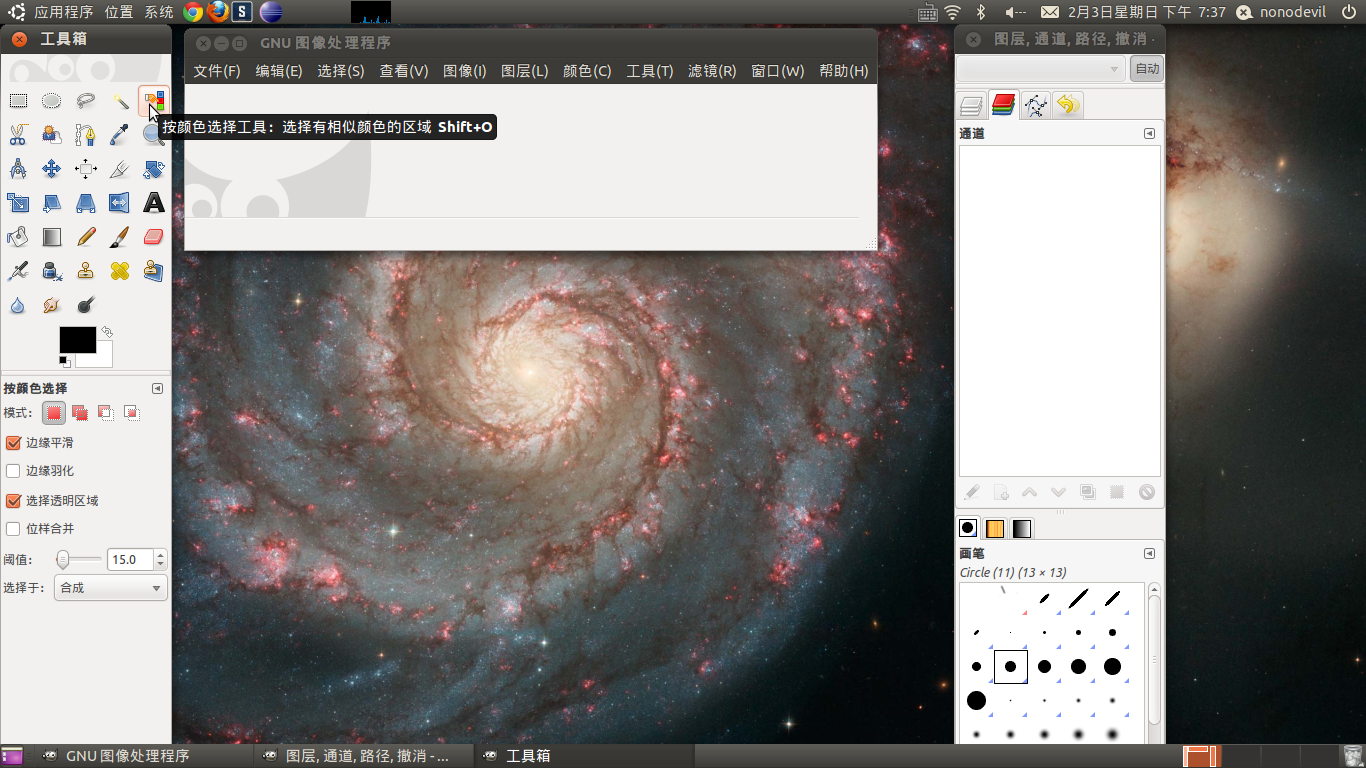 应用程序 位置 系统
2月3日星期日 下午 7:37 nonodevil
工具箱
GNU 图像处理程序
文件(F) 编辑(E) 选择(S) 查看(V) 图像(I) 图层(L) 颜色(C) 工具(T) 滤镜(R) 窗口(W) 帮助(H)
按颜色选择工具：选择有相似颜色的区域 Shift+O
按颜色选择
模式：
边缘平滑
边缘羽化
选择透明区域
位样合并
阈值： 15.0
选择于： 合成
图层, 通道, 路径, 撤消 -
自动
通道
画笔
Circle (11) (13 × 13)
GNU 图像处理程序 图层, 通道, 路径, 撤消 - ... 工具箱